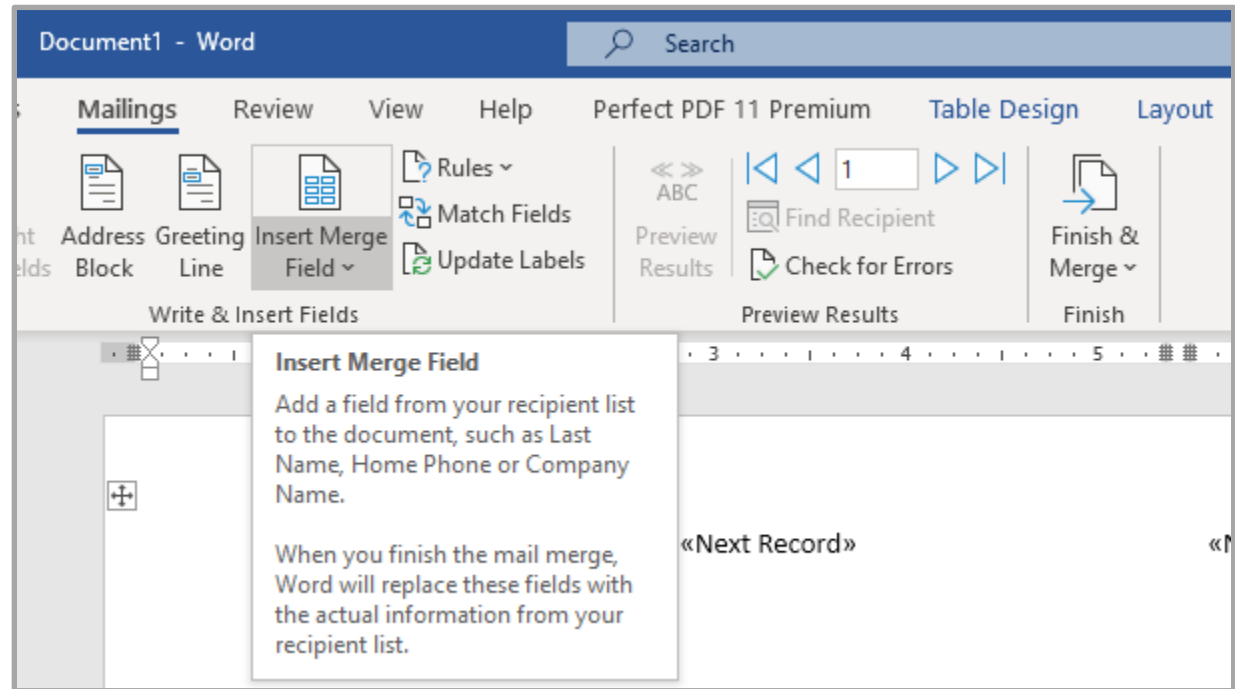 Document1 - Word
Search
Mailings Review View Help Perfect PDF 11 Premium Table Design Layout
Address Block
Greeting Line
Insert Merge Field
Rules
Match Fields
Update Labels
Write & Insert Fields
ABC
Preview Results
1
Find Recipient
Check for Errors
Preview Results
Finish & Merge
Finish
3 4 5
Insert Merge Field
Add a field from your recipient list
to the document, such as Last
Name, Home Phone or Company
Name.
When you finish the mail merge,
Word will replace these fields with
the actual information from your
recipient list.
«Next Record»